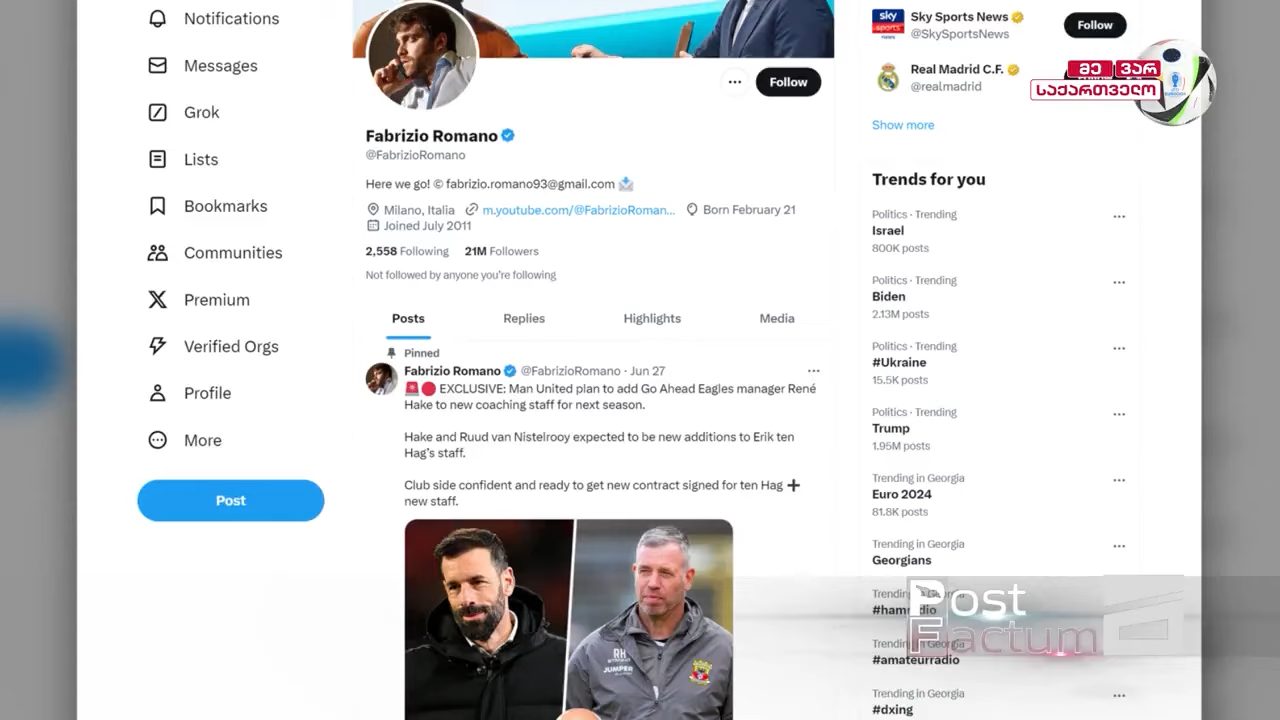 Notifications
Messages
Grok
Lists
Bookmarks
Communities
Premium
Verified Orgs
Profile
More
Post
Follow
Fabrizio Romano
@FabrizioRomano
Here we go! © fabrizio.romano93@gmail.com 📩
Milano, Italia m.youtube.com/@FabrizioRoman... Born February 21
Joined July 2011
2,558 Following 21M Followers
Not followed by anyone you're following
Posts Replies Highlights Media
Pinned
Fabrizio Romano @FabrizioRomano · Jun 27
🚨🔴 EXCLUSIVE: Man United plan to add Go Ahead Eagles manager René
Hake to new coaching staff for next season.
Hake and Ruud van Nistelrooy expected to be new additions to Erik ten
Hag's staff.
Club side confident and ready to get new contract signed for ten Hag ➕
new staff.
RH
JUMPER
sky
sports
news
Sky Sports News
@SkySportsNews
Follow
Real Madrid C.F.
@realmadrid
Show more
მე ვარ
საქართველო
Trends for you
Politics · Trending
Israel
800K posts
Politics · Trending
Biden
2.13M posts
Politics · Trending
#Ukraine
15.5K posts
Politics · Trending
Trump
1.95M posts
Trending in Georgia
Euro 2024
81.8K posts
Trending in Georgia
Georgians
Trending in Georgia
#hamradio
Trending in Georgia
#amateurradio
Trending in Georgia
#dxing
Post
Factum